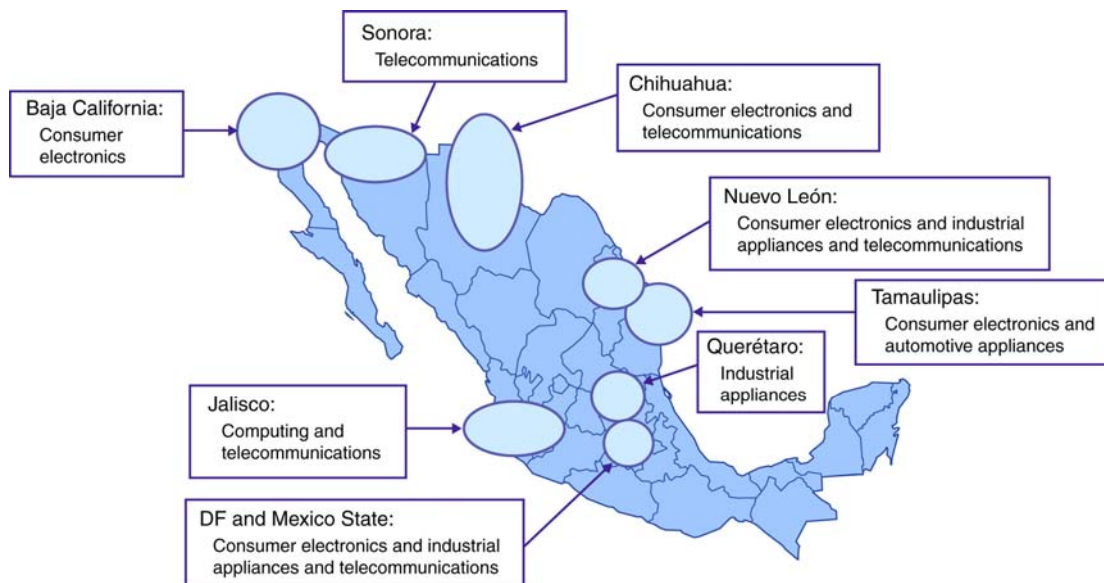 Sonora:
Telecommunications
Chihuahua:
Consumer electronics and
telecommunications
Baja California:
Consumer
electronics
Nuevo León:
Consumer electronics and industrial
appliances and telecommunications
Tamaulipas:
Consumer electronics and
automotive appliances
Querétaro:
Industrial
appliances
Jalisco:
Computing and
telecommunications
DF and Mexico State:
Consumer electronics and industrial
appliances and telecommunications